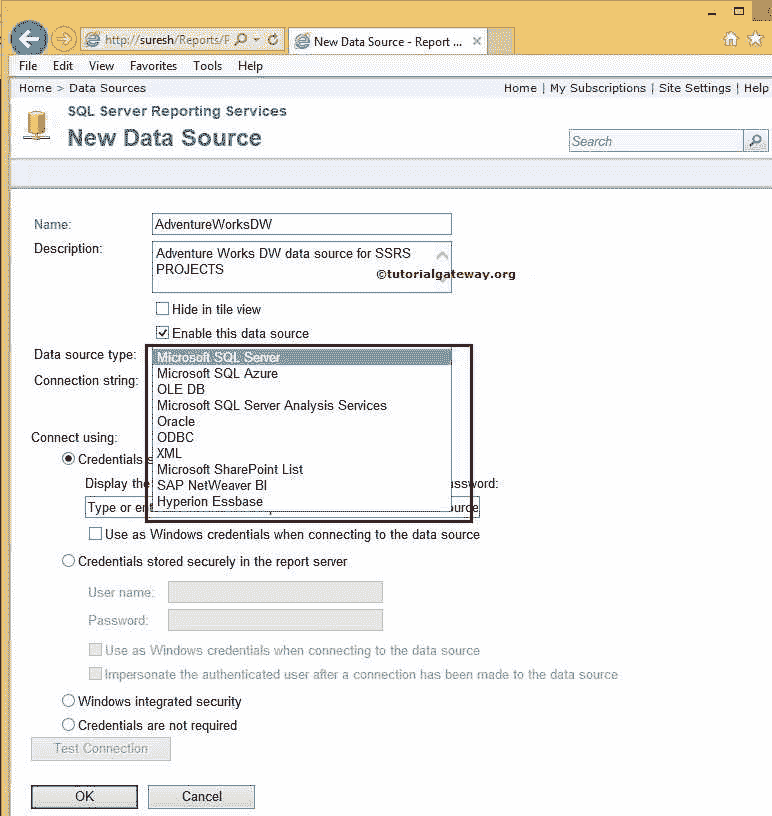 http://suresh/Reports/F
New Data Source - Report ...
File Edit View Favorites Tools Help
Home > Data Sources
Home | My Subscriptions | Site Settings | Help
SQL Server Reporting Services
New Data Source
Search
Name:
AdventureWorksDW
Description:
Adventure Works DW data source for SSRS
PROJECTS
©tutorialgateway.org
Hide in tile view
Enable this data source
Data source type:
Microsoft SQL Server
Connection string:
Microsoft SQL Azure
OLE DB
Microsoft SQL Server Analysis Services
Oracle
Connect using:
ODBC
XML
Credentials
Microsoft SharePoint List
Display the
SAP NetWeaver BI
Hyperion Essbase
Type or
Use as Windows credentials when connecting to the data source
Credentials stored securely in the report server
User name:
Password:
Use as Windows credentials when connecting to the data source
Impersonate the authenticated user after a connection has been made to the data source
Windows integrated security
Credentials are not required
Test Connection
OK
Cancel